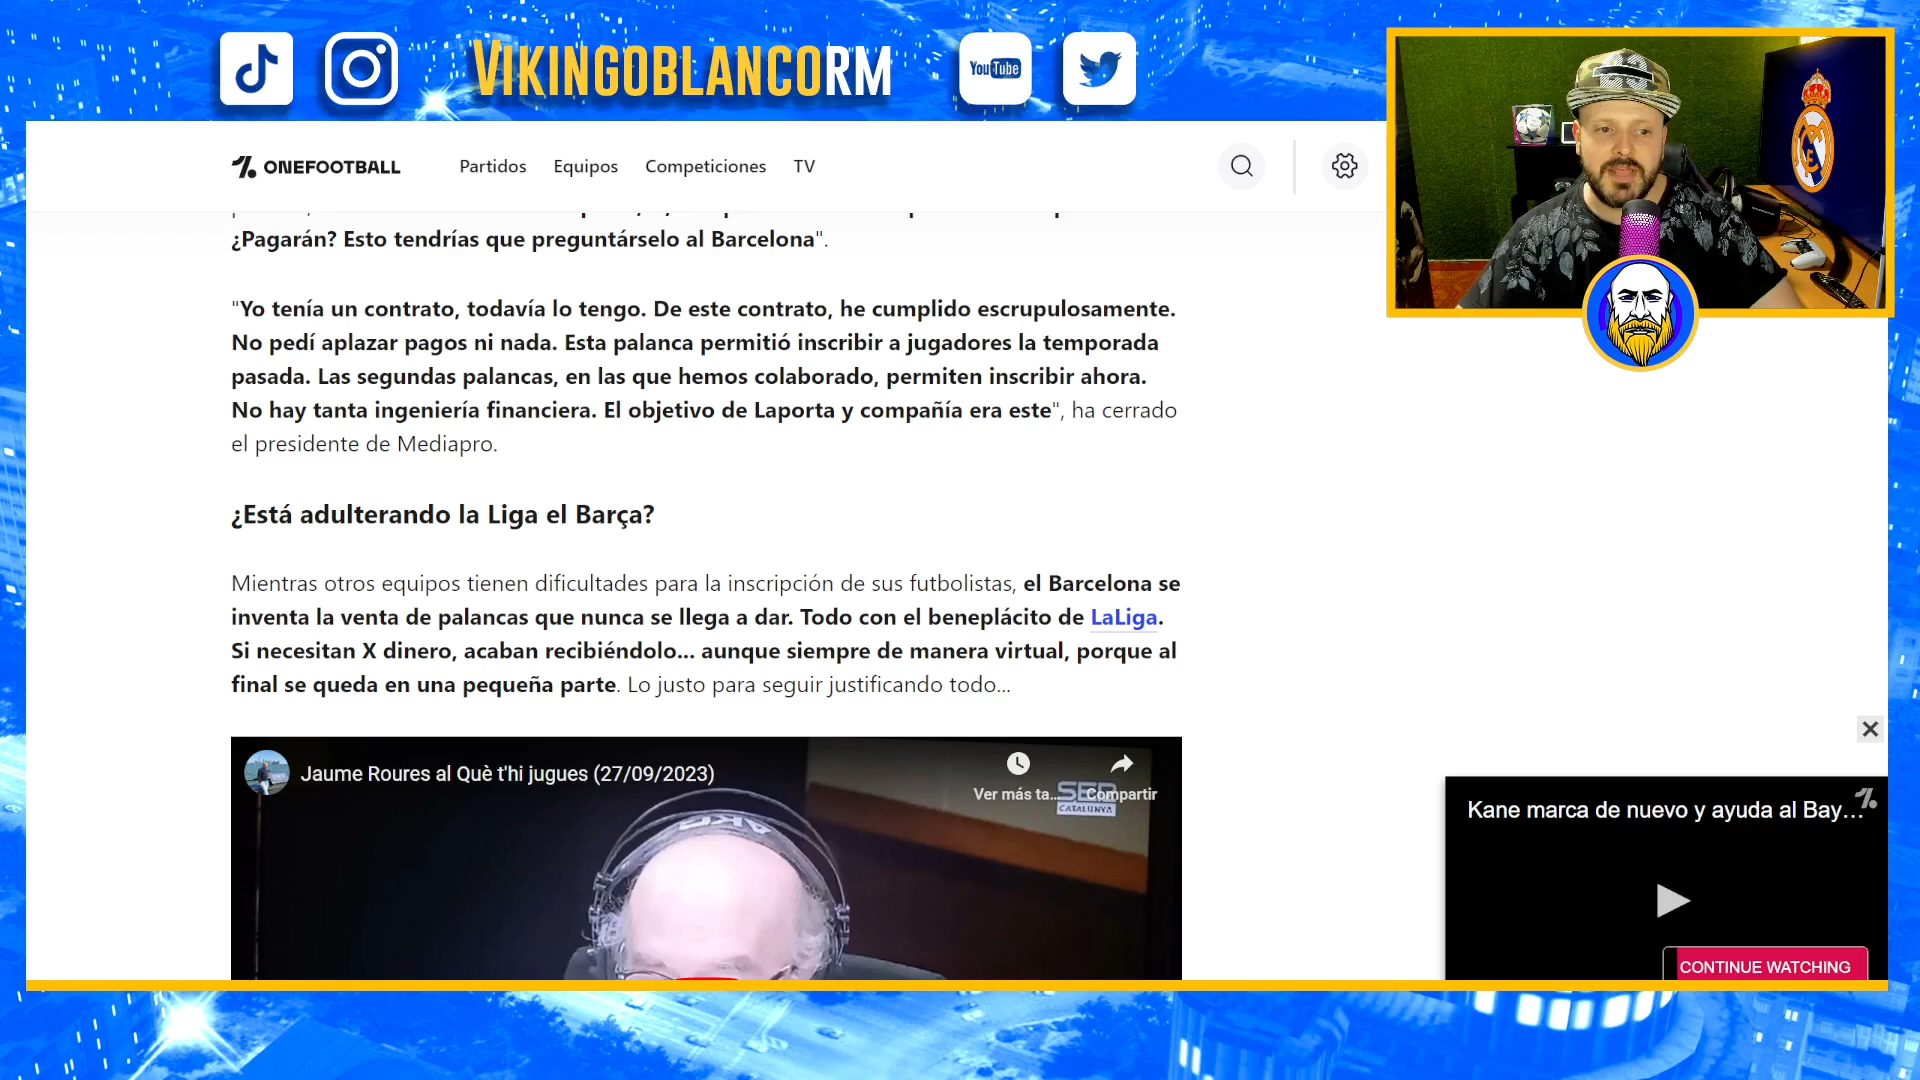 VIKINGOBLANCORM
YouTube
ONEFOOTBALL
Partidos Equipos Competiciones TV
¿Pagarán? Esto tendrías que preguntárselo al Barcelona".
"Yo tenía un contrato, todavía lo tengo. De este contrato, he cumplido escrupulosamente.
No pedí aplazar pagos ni nada. Esta palanca permitió inscribir a jugadores la temporada
pasada. Las segundas palancas, en las que hemos colaborado, permiten inscribir ahora.
No hay tanta ingeniería financiera. El objetivo de Laporta y compañía era este", ha cerrado
el presidente de Mediapro.
¿Está adulterando la Liga el Barça?
Mientras otros equipos tienen dificultades para la inscripción de sus futbolistas, el Barcelona se
inventa la venta de palancas que nunca se llega a dar. Todo con el beneplácito de LaLiga.
Si necesitan X dinero, acaban recibiéndolo... aunque siempre de manera virtual, porque al
final se queda en una pequeña parte. Lo justo para seguir justificando todo...
Jaume Roures al Què t'hi jugues (27/09/2023)
Ver más ta... Compartir
SER
CATALUNYA
AKG
Kane marca de nuevo y ayuda al Bay...
CONTINUE WATCHING